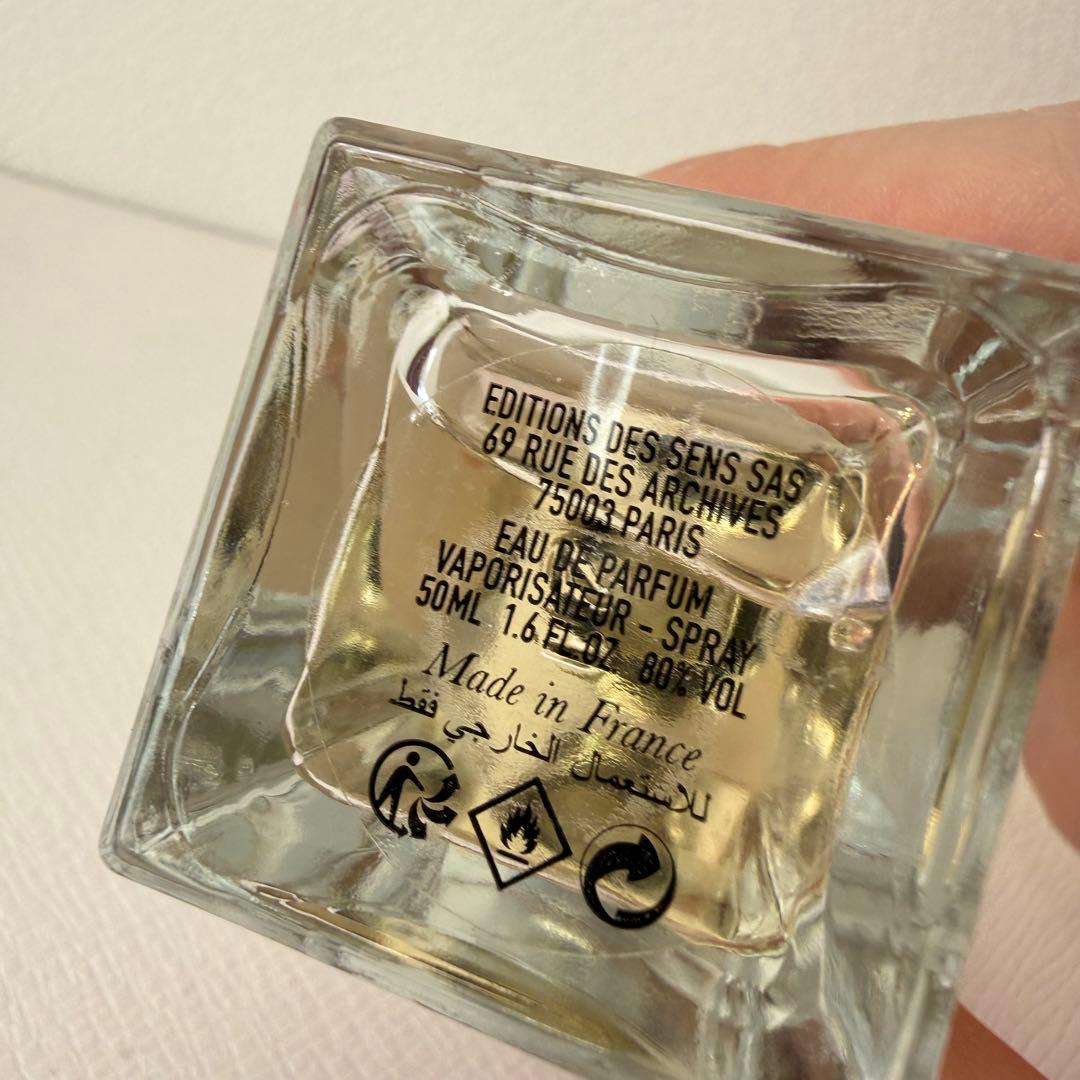 EDITIONS DES SENS SAS
69 RUE DES ARCHIVES
75003 PARIS
EAU DE PARFUM
VAPORISATEUR - SPRAY
50ML 1.6 FL.OZ 80% VOL
Made in France
للاستعمال الخارجي فقط